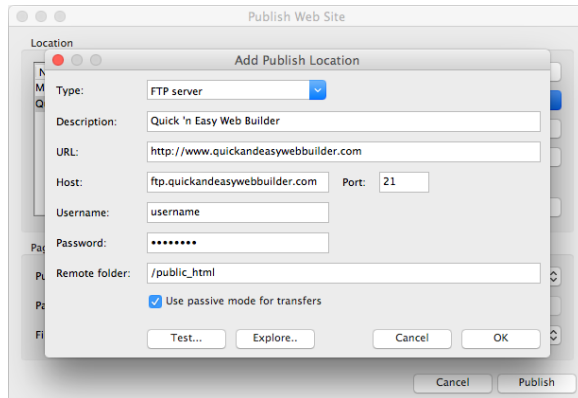 Publish Web Site
Location
Add Publish Location
Type: FTP server
Description: Quick 'n Easy Web Builder
URL: http://www.quickandeasywebbuilder.com
Host: ftp.quickandeasywebbuilder.com Port: 21
Username: username
Password: ••••••••
Remote folder: /public_html
Use passive mode for transfers
Test... Explore.. Cancel OK
Cancel Publish